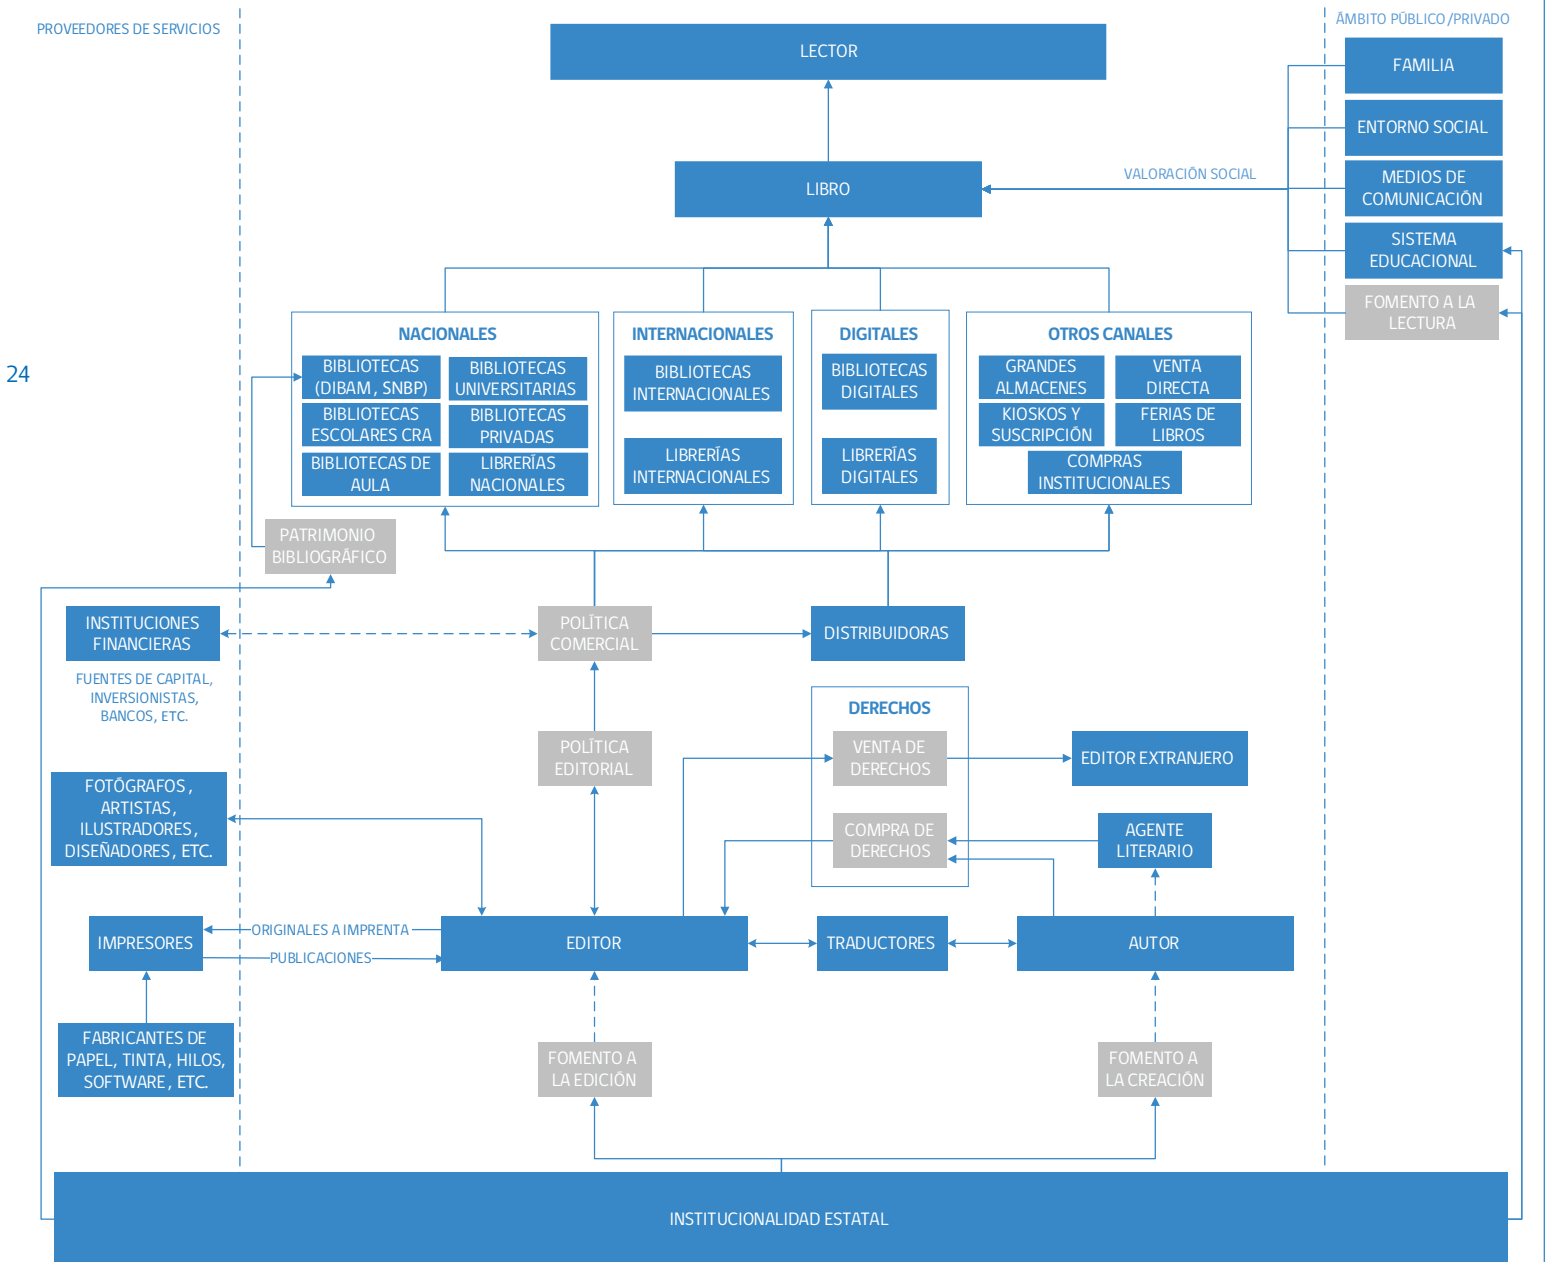 PROVEEDORES DE SERVICIOS
ÁMBITO PÚBLICO/PRIVADO
LECTOR
FAMILIA
ENTORNO SOCIAL
VALORACIÓN SOCIAL
LIBRO
MEDIOS DE
COMUNICACIÓN
SISTEMA
EDUCACIONAL
FOMENTO A LA
LECTURA
24
NACIONALES
BIBLIOTECAS
(DIBAM, SNBP)
BIBLIOTECAS
UNIVERSITARIAS
BIBLIOTECAS
ESCOLARES CRA
BIBLIOTECAS
PRIVADAS
BIBLIOTECAS DE
AULA
LIBRERÍAS
NACIONALES
INTERNACIONALES
BIBLIOTECAS
INTERNACIONALES
LIBRERÍAS
INTERNACIONALES
DIGITALES
BIBLIOTECAS
DIGITALES
LIBRERÍAS
DIGITALES
OTROS CANALES
GRANDES
ALMACENES
VENTA
DIRECTA
KIOSKOS Y
SUSCRIPCIÓN
FERIAS DE
LIBROS
COMPRAS
INSTITUCIONALES
PATRIMONIO
BIBLIOGRÁFICO
INSTITUCIONES
FINANCIERAS
FUENTES DE CAPITAL,
INVERSIONISTAS,
BANCOS, ETC.
POLÍTICA
COMERCIAL
DISTRIBUIDORAS
POLÍTICA
EDITORIAL
DERECHOS
VENTA DE
DERECHOS
EDITOR EXTRANJERO
FOTÓGRAFOS,
ARTISTAS,
ILUSTRADORES,
DISEÑADORES, ETC.
COMPRA DE
DERECHOS
AGENTE
LITERARIO
IMPRESORES
ORIGINALES A IMPRENTA
PUBLICACIONES
EDITOR
TRADUCTORES
AUTOR
FABRICANTES DE
PAPEL, TINTA, HILOS,
SOFTWARE, ETC.
FOMENTO A
LA EDICIÓN
FOMENTO A
LA CREACIÓN
INSTITUCIONALIDAD ESTATAL